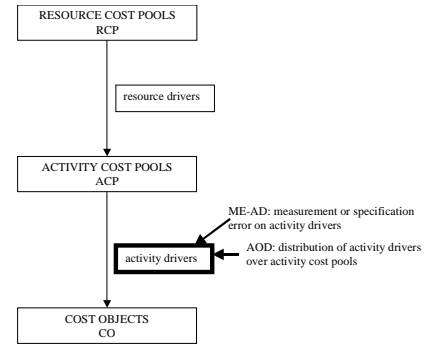 RESOURCE COST POOLS
RCP
resource drivers
ACTIVITY COST POOLS
ACP
ME-AD: measurement or specification
error on activity drivers
AOD: distribution of activity drivers
over activity cost pools
activity drivers
COST OBJECTS
CO